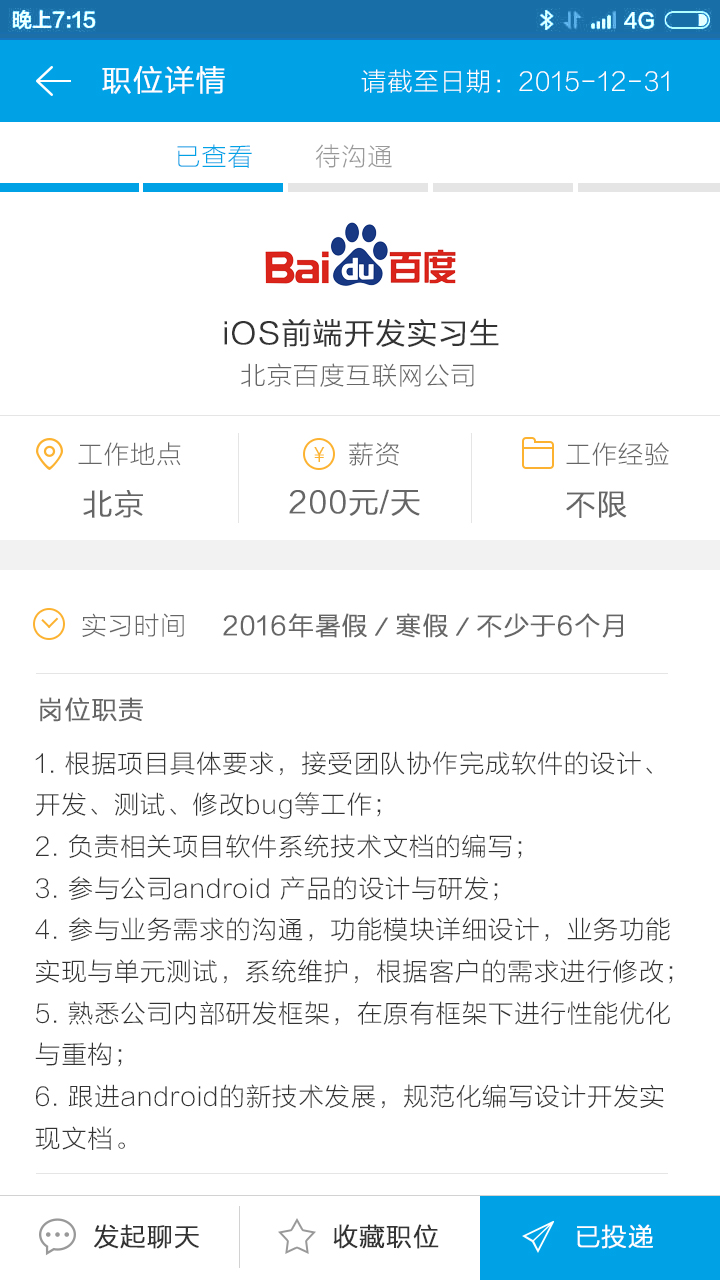 晚上7:15 4G
职位详情 请截至日期：2015-12-31
已查看 待沟通
Bai du 百度
iOS前端开发实习生
北京百度互联网公司
工作地点 ¥ 薪资 工作经验
北京 200元/天 不限
实习时间 2016年暑假 / 寒假 / 不少于6个月
岗位职责
1. 根据项目具体要求，接受团队协作完成软件的设计、
开发、测试、修改bug等工作；
2. 负责相关项目软件系统技术文档的编写；
3. 参与公司android 产品的设计与研发；
4. 参与业务需求的沟通，功能模块详细设计，业务功能
实现与单元测试，系统维护，根据客户的需求进行修改；
5. 熟悉公司内部研发框架，在原有框架下进行性能优化
与重构；
6. 跟进android的新技术发展，规范化编写设计开发实
现文档。
发起聊天 收藏职位 已投递